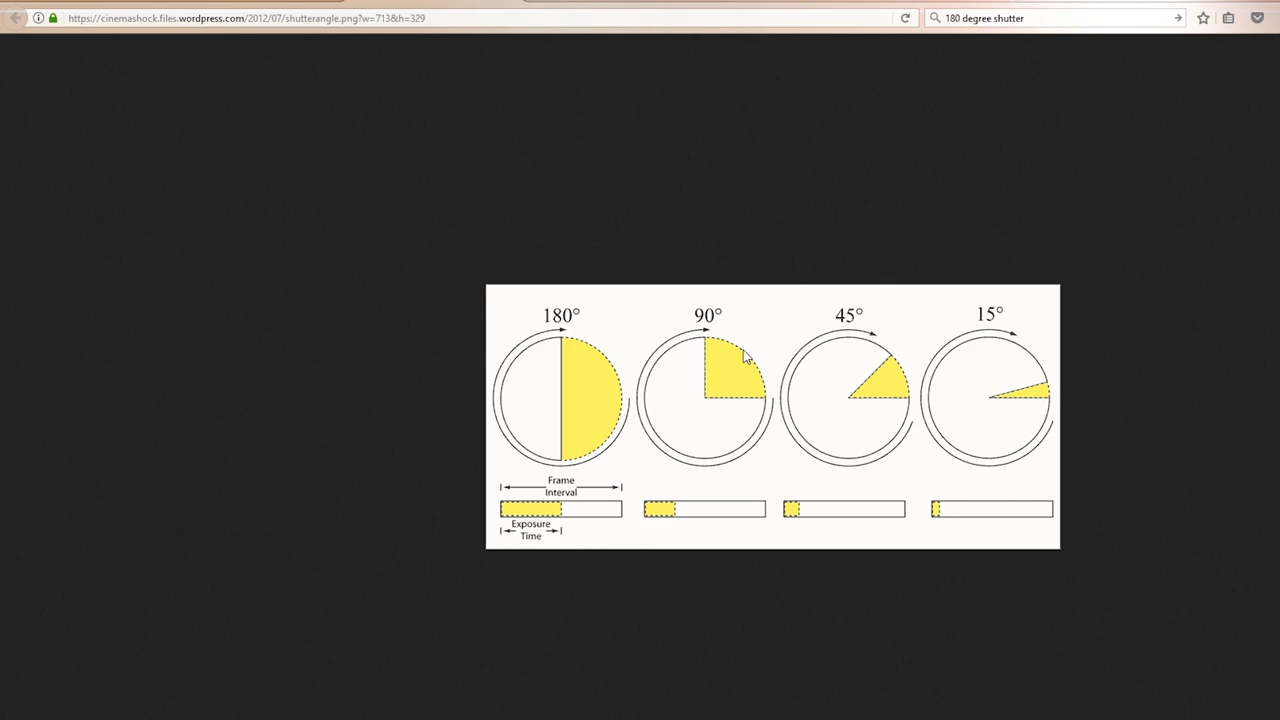 https://cinemashock.files.wordpress.com/2012/07/shutterangle.png?w=713&h=329
180 degree shutter
180° 90° 45° 15°
Frame
Interval
Exposure
Time